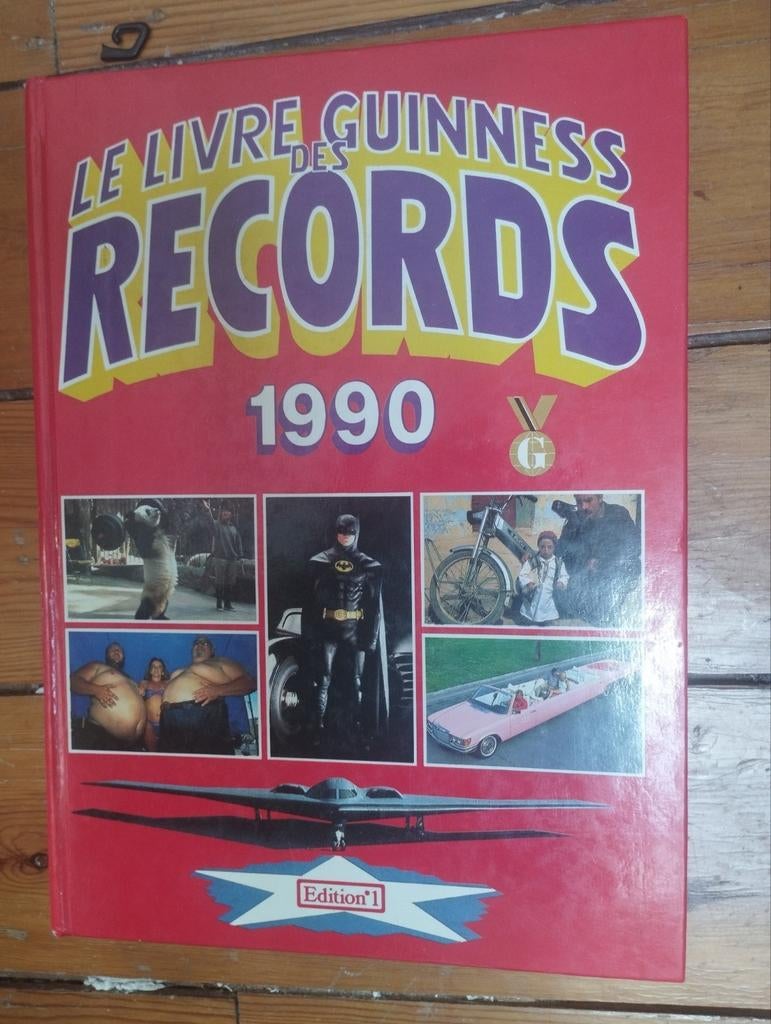 LE LIVRE GUINNESS
DES
RECORDS
1990
G
Edition°1